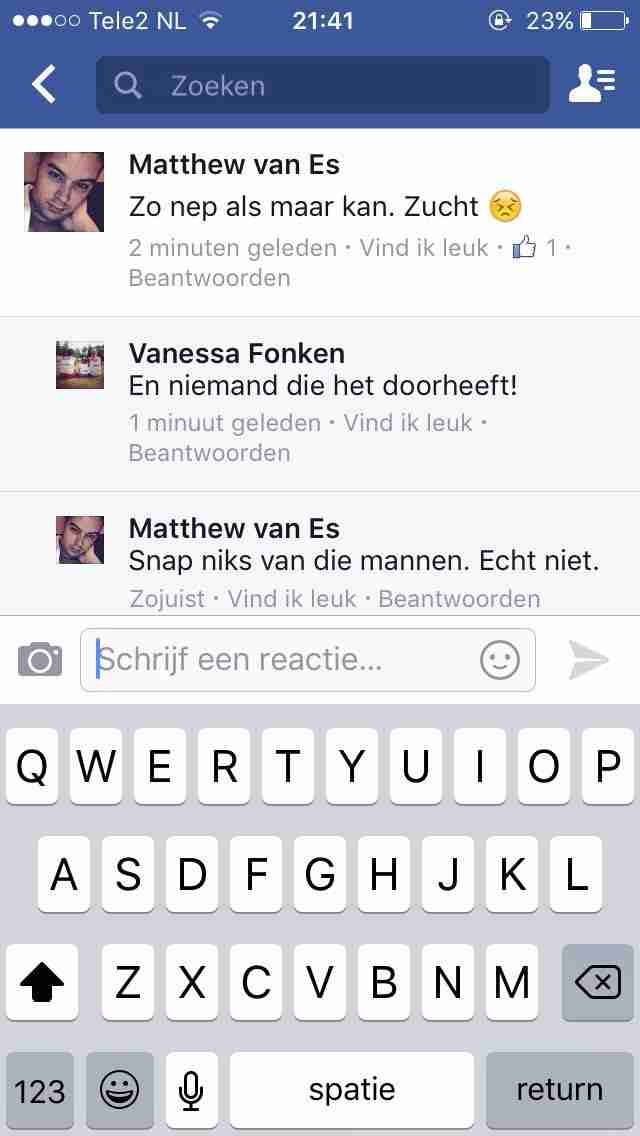 Tele2 NL 21:41 23%
Zoeken
Matthew van Es
Zo nep als maar kan. Zucht 😣
2 minuten geleden · Vind ik leuk · 1 ·
Beantwoorden
Vanessa Fonken
En niemand die het doorheeft!
1 minuut geleden · Vind ik leuk ·
Beantwoorden
Matthew van Es
Snap niks van die mannen. Echt niet.
Zojuist · Vind ik leuk · Beantwoorden
Schrijf een reactie...
Q W E R T Y U I O P
A S D F G H J K L
Z X C V B N M
123 spatie return